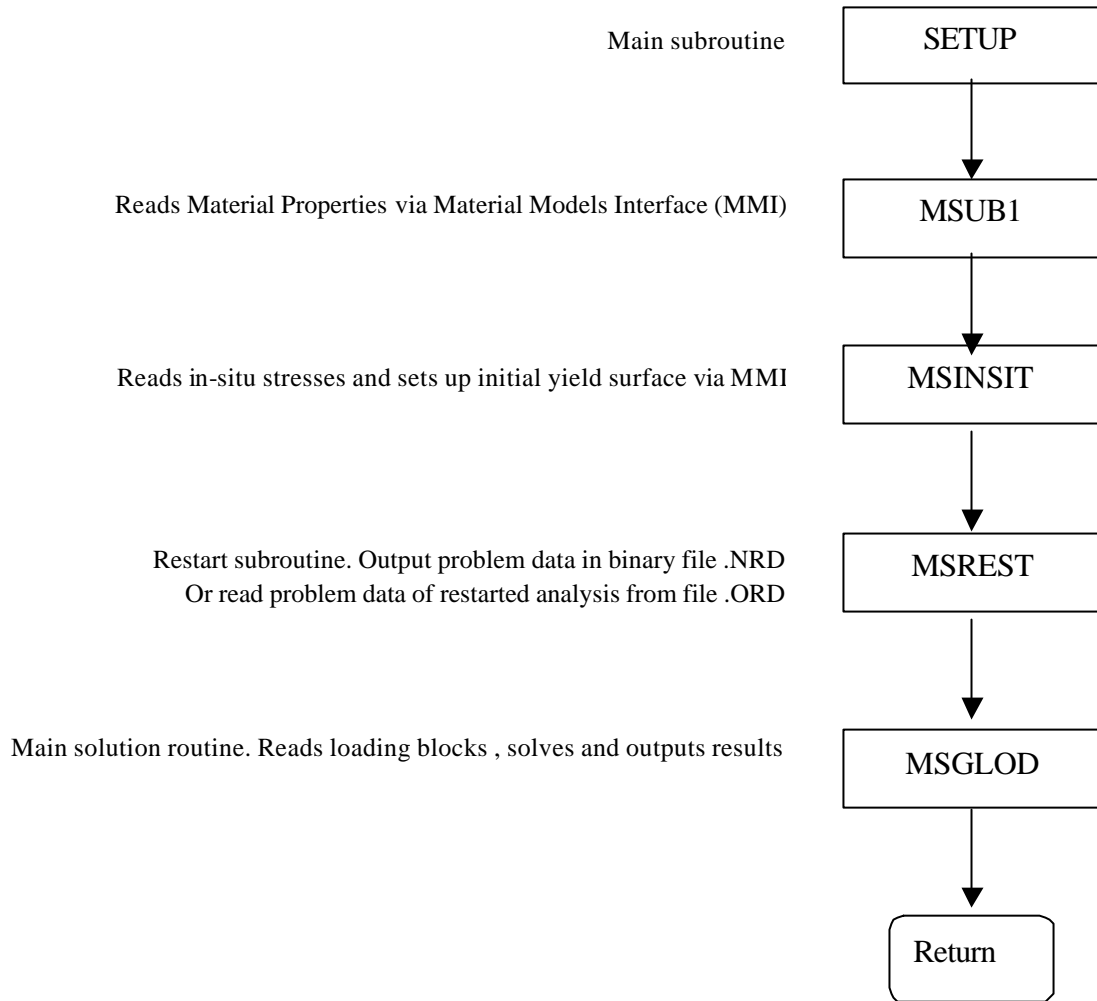 Main subroutine
SETUP
Reads Material Properties via Material Models Interface (MMI)
MSUB1
Reads in-situ stresses and sets up initial yield surface via MMI
MSINSIT
Restart subroutine. Output problem data in binary file .NRD
Or read problem data of restarted analysis from file .ORD
MSREST
Main solution routine. Reads loading blocks , solves and outputs results
MSGLOD
Return